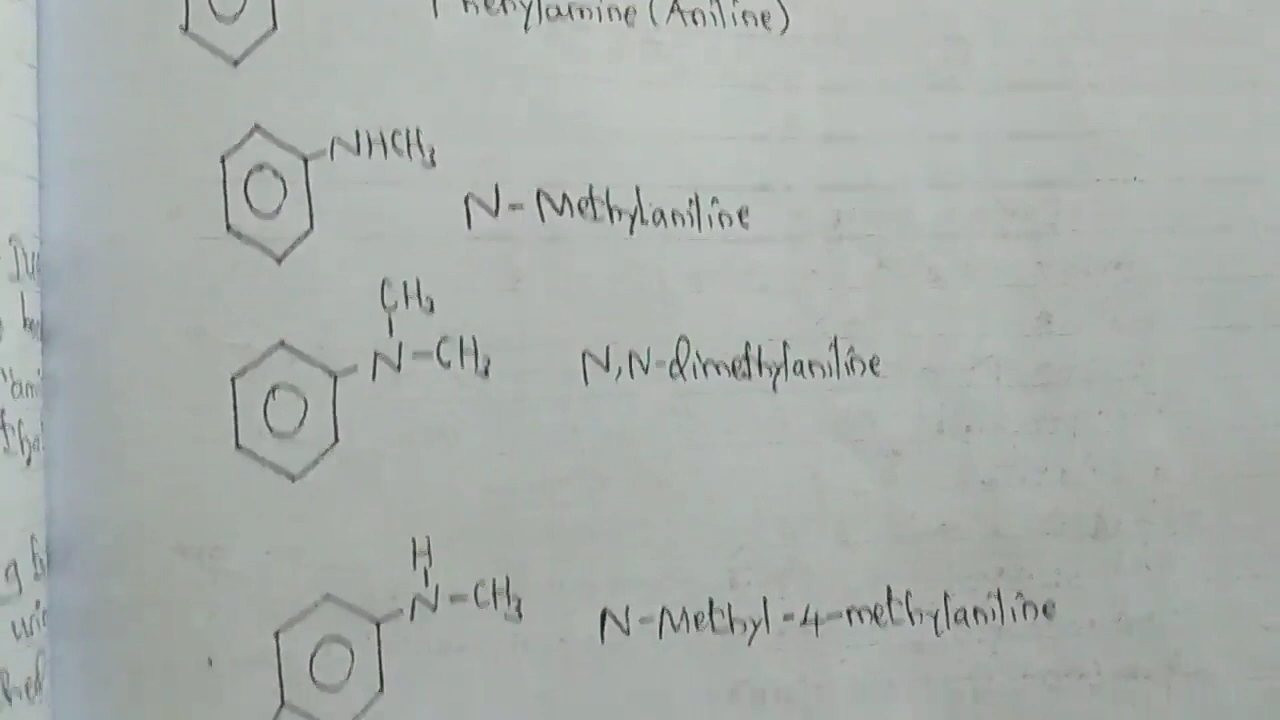 Phenylamine (Aniline)
NHCH3
N-Methylaniline
CH3
N-CH3
N,N-dimethylaniline
H
N-CH3
N-Methyl-4-methylaniline